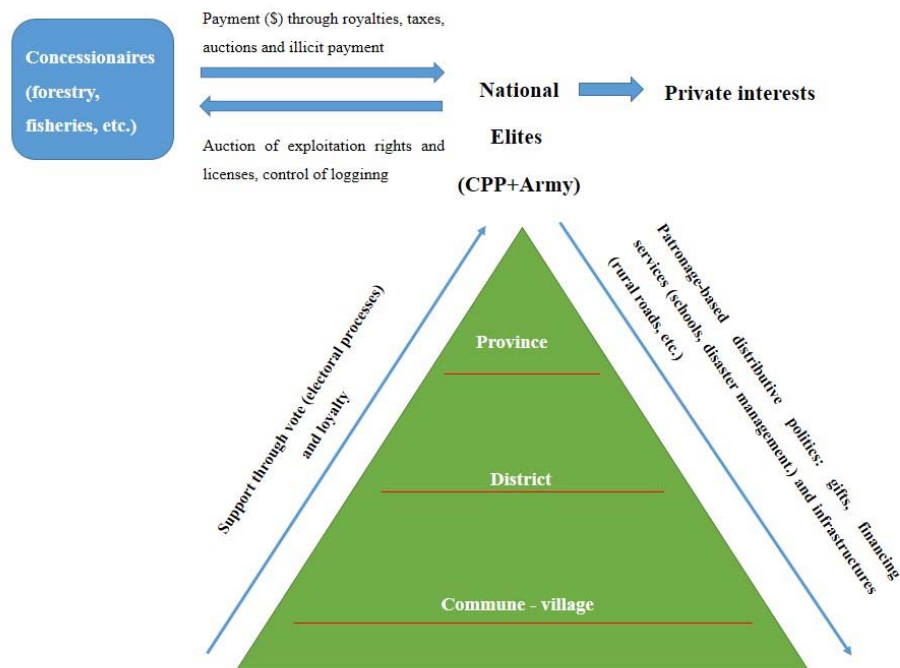 Payment ($) through royalties, taxes,
auctions and illicit payment
Concessionaires
(forestry,
fisheries, etc.)
National
Elites
(CPP+Army)
Private interests
Auction of exploitation rights and
licenses, control of logginng
Support through vote (electoral processes)
and loyalty
Province
District
Commune - village
Patronage-based distributive politics: gifts, financing
services (schools, disaster management.) and infrastructures
(rural roads, etc.)